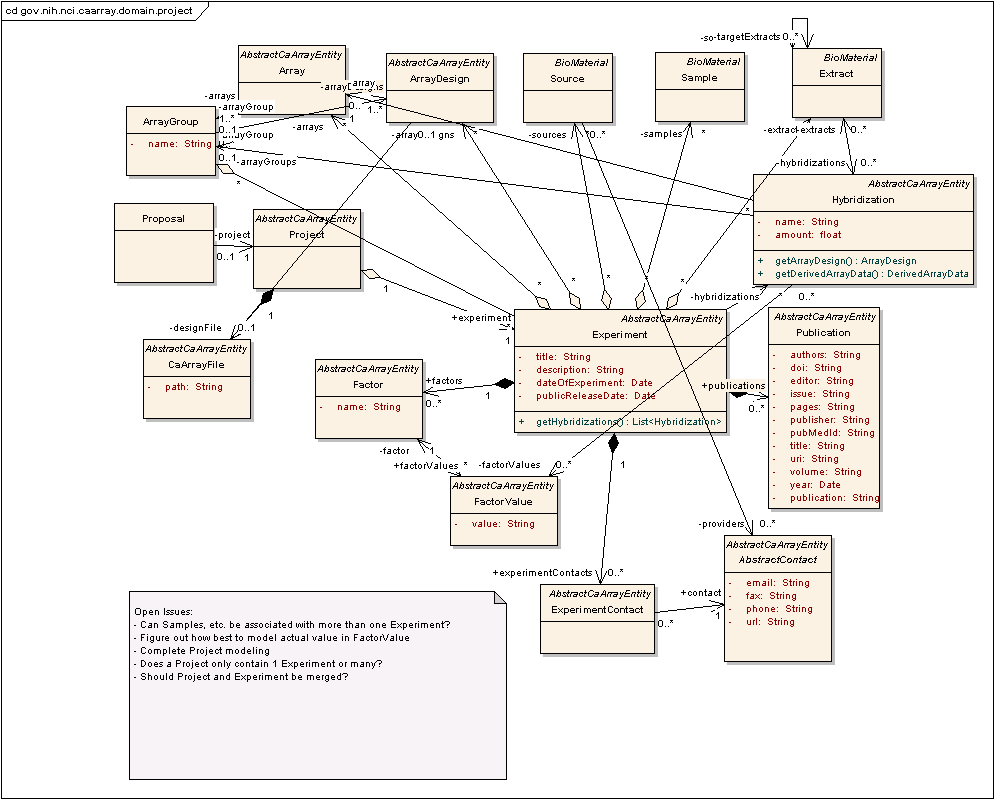 cd gov.nih.nci.caarray.domain.project
-targetExtracts 0..*
AbstractCaArrayEntity
Array
AbstractCaArrayEntity
ArrayDesign
BioMaterial
Source
BioMaterial
Sample
BioMaterial
Extract
-arrays
-arrayGroup
ArrayGroup
- name: String
1..*
0..1
0..1
-arrayGroups
*
-arrays
1
*
0..
1..*
0..1
*
-sources
0..*
-samples
*
-extracts
0..*
-hybridizations
0..*
AbstractCaArrayEntity
Hybridization
- name: String
- amount: float
+ getArrayDesign() : ArrayDesign
+ getDerivedArrayData() : DerivedArrayData
*
Proposal
-project
0..1
1
AbstractCaArrayEntity
Project
1
1
-designFile
0..1
AbstractCaArrayEntity
CaArrayFile
- path: String
*
*
*
*
*
-hybridizations
0..*
+experiment
1..*
1
AbstractCaArrayEntity
Experiment
- title: String
- description: String
- dateOfExperiment: Date
- publicReleaseDate: Date
+ getHybridizations() : List<Hybridization>
AbstractCaArrayEntity
Publication
- authors: String
- doi: String
- editor: String
- issue: String
- pages: String
- publisher: String
- pubMedId: String
- title: String
- uri: String
- volume: String
- year: Date
- publication: String
+publications
0..*
AbstractCaArrayEntity
Factor
- name: String
+factors
0..*
1
-factor
1
+factorValues
*
-factorValues
0..*
1
AbstractCaArrayEntity
FactorValue
- value: String
-providers
0..*
AbstractCaArrayEntity
AbstractContact
- email: String
- fax: String
- phone: String
- url: String
+experimentContacts
0..*
AbstractCaArrayEntity
ExperimentContact
+contact
0..*
1
Open Issues:
- Can Samples, etc. be associated with more than one Experiment?
- Figure out how best to model actual value in FactorValue
- Complete Project modeling
- Does a Project only contain 1 Experiment or many?
- Should Project and Experiment be merged?